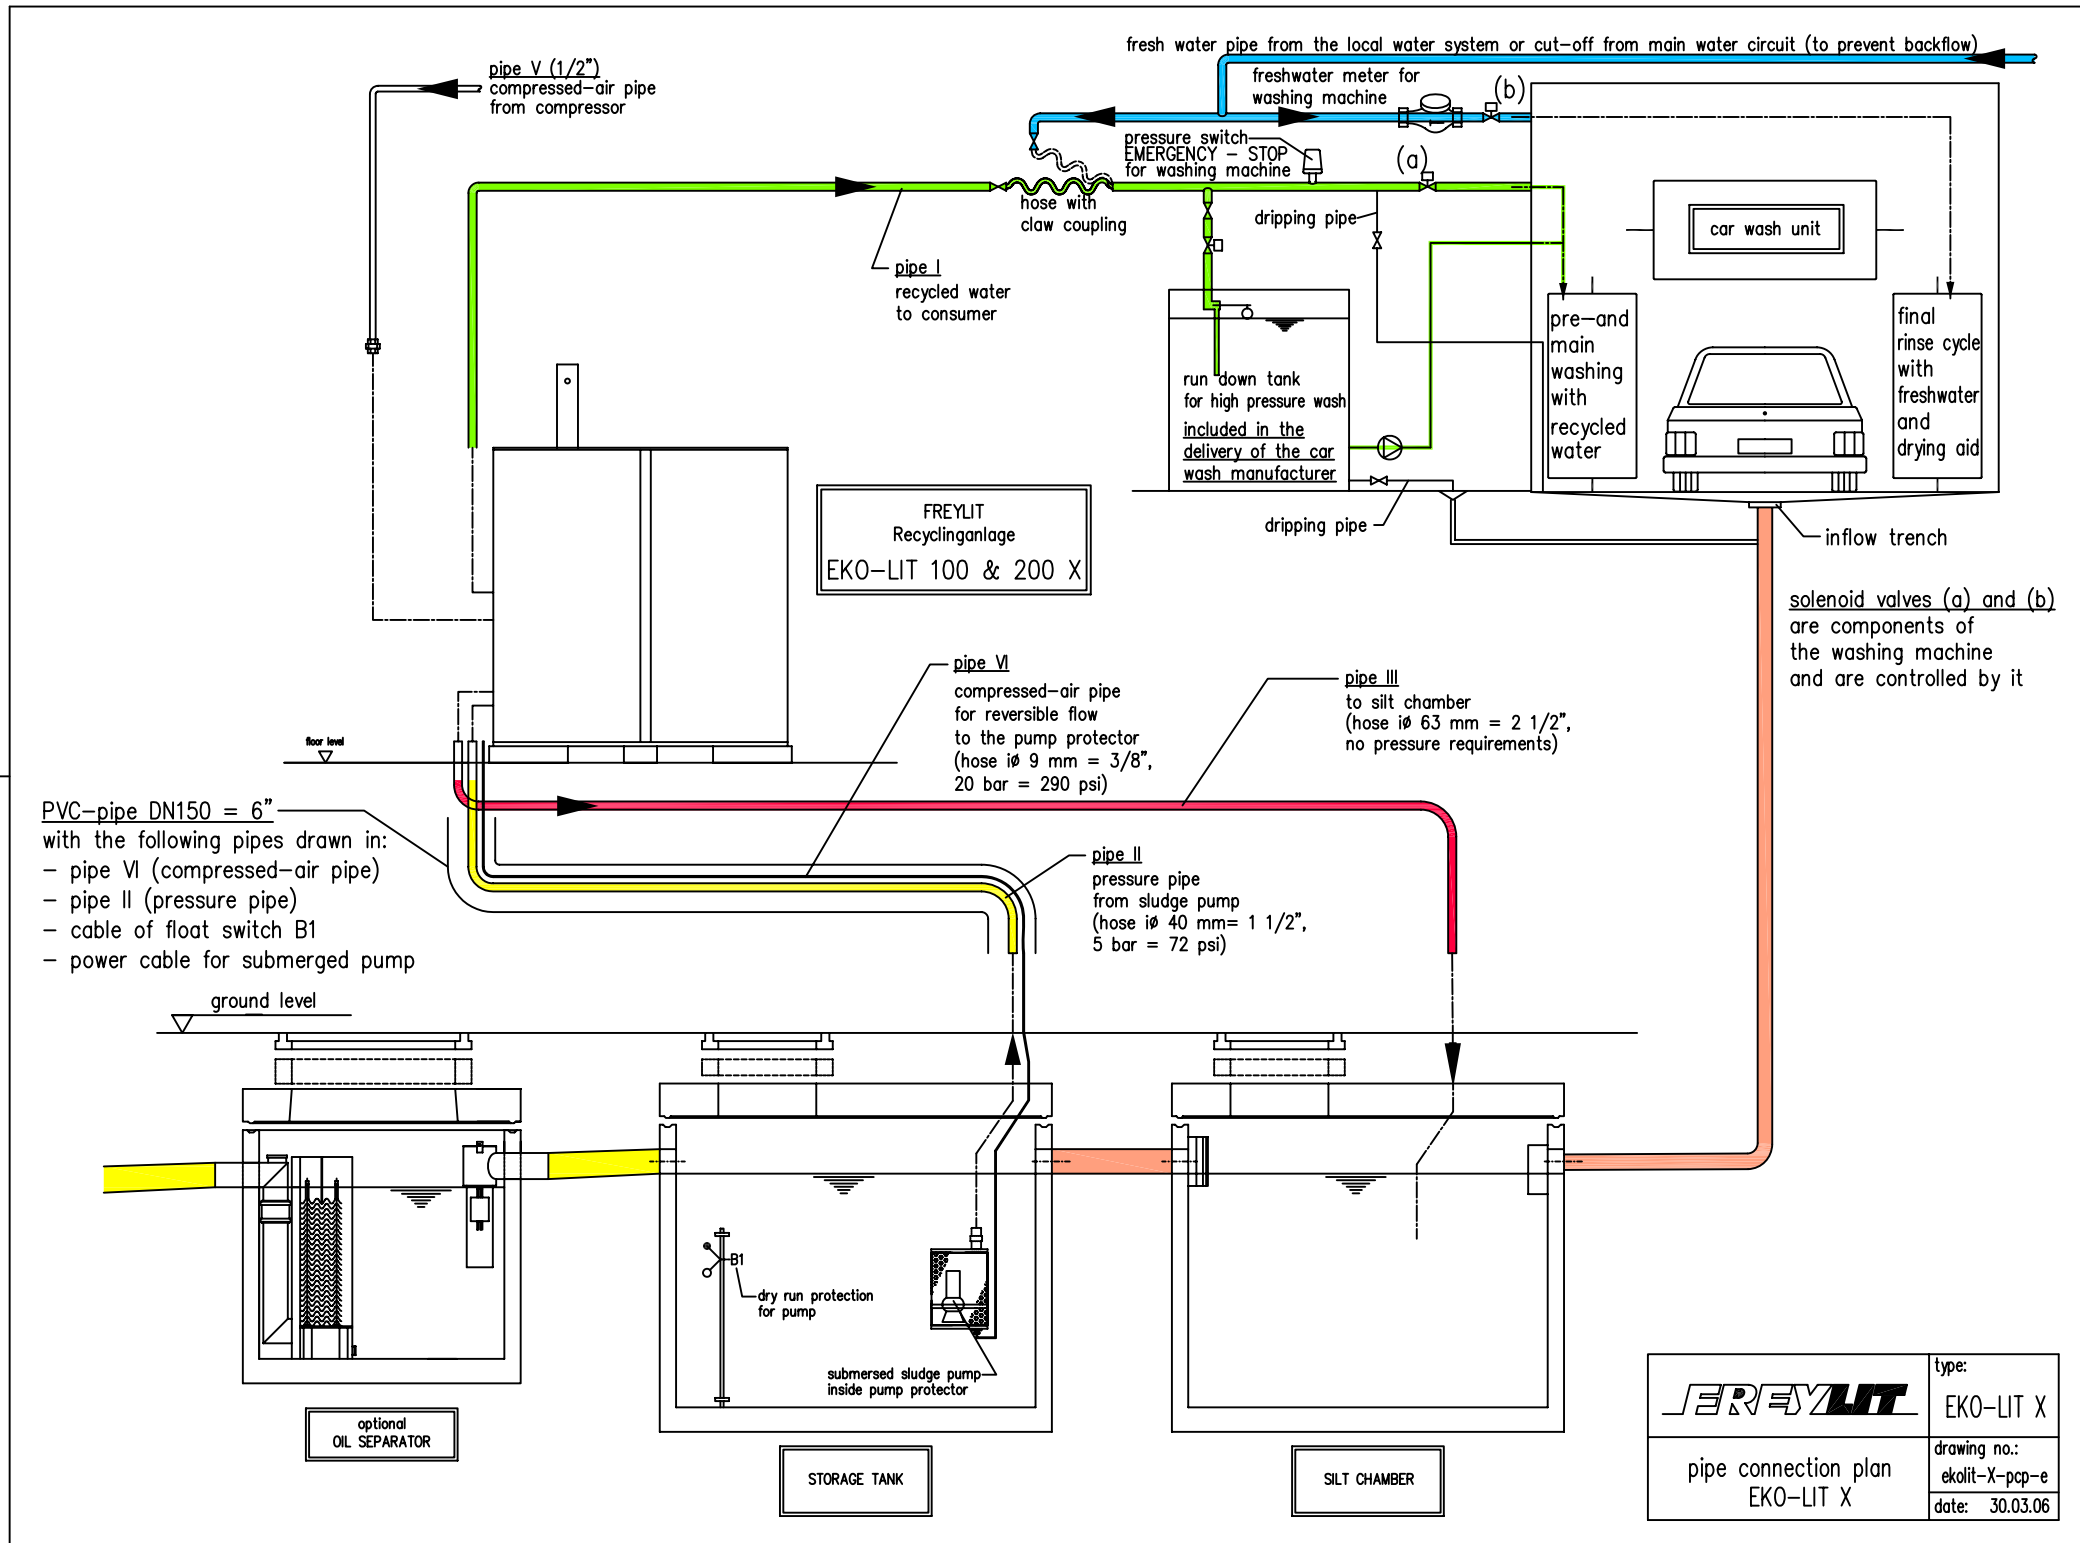 fresh water pipe from the local water system or cut-off from main water circuit (to prevent backflow)
pipe V (1/2")
compressed-air pipe
from compressor
freshwater meter for
washing machine
(b)
pressure switch
EMERGENCY - STOP
for washing machine
(a)
hose with
claw coupling
dripping pipe
car wash unit
pipe I
recycled water
to consumer
pre-and
main
washing
with
recycled
water
final
rinse cycle
with
freshwater
and
drying aid
run down tank
for high pressure wash
included in the
delivery of the car
wash manufacturer
FREYLIT
Recyclinganlage
EKO-LIT 100 & 200 X
dripping pipe
inflow trench
solenoid valves (a) and (b)
are components of
the washing machine
and are controlled by it
pipe VI
compressed-air pipe
for reversible flow
to the pump protector
(hose iø 9 mm = 3/8",
20 bar = 290 psi)
pipe III
to silt chamber
(hose iø 63 mm = 2 1/2",
no pressure requirements)
floor level
PVC-pipe DN150 = 6"
with the following pipes drawn in:
- pipe VI (compressed-air pipe)
- pipe II (pressure pipe)
- cable of float switch B1
- power cable for submerged pump
pipe II
pressure pipe
from sludge pump
(hose iø 40 mm= 1 1/2",
5 bar = 72 psi)
ground level
B1
dry run protection
for pump
submersed sludge pump
inside pump protector
optional
OIL SEPARATOR
STORAGE TANK
SILT CHAMBER
FREYLIT
type:
EKO-LIT X
pipe connection plan
EKO-LIT X
drawing no.:
ekolit-X-pcp-e
date: 30.03.06